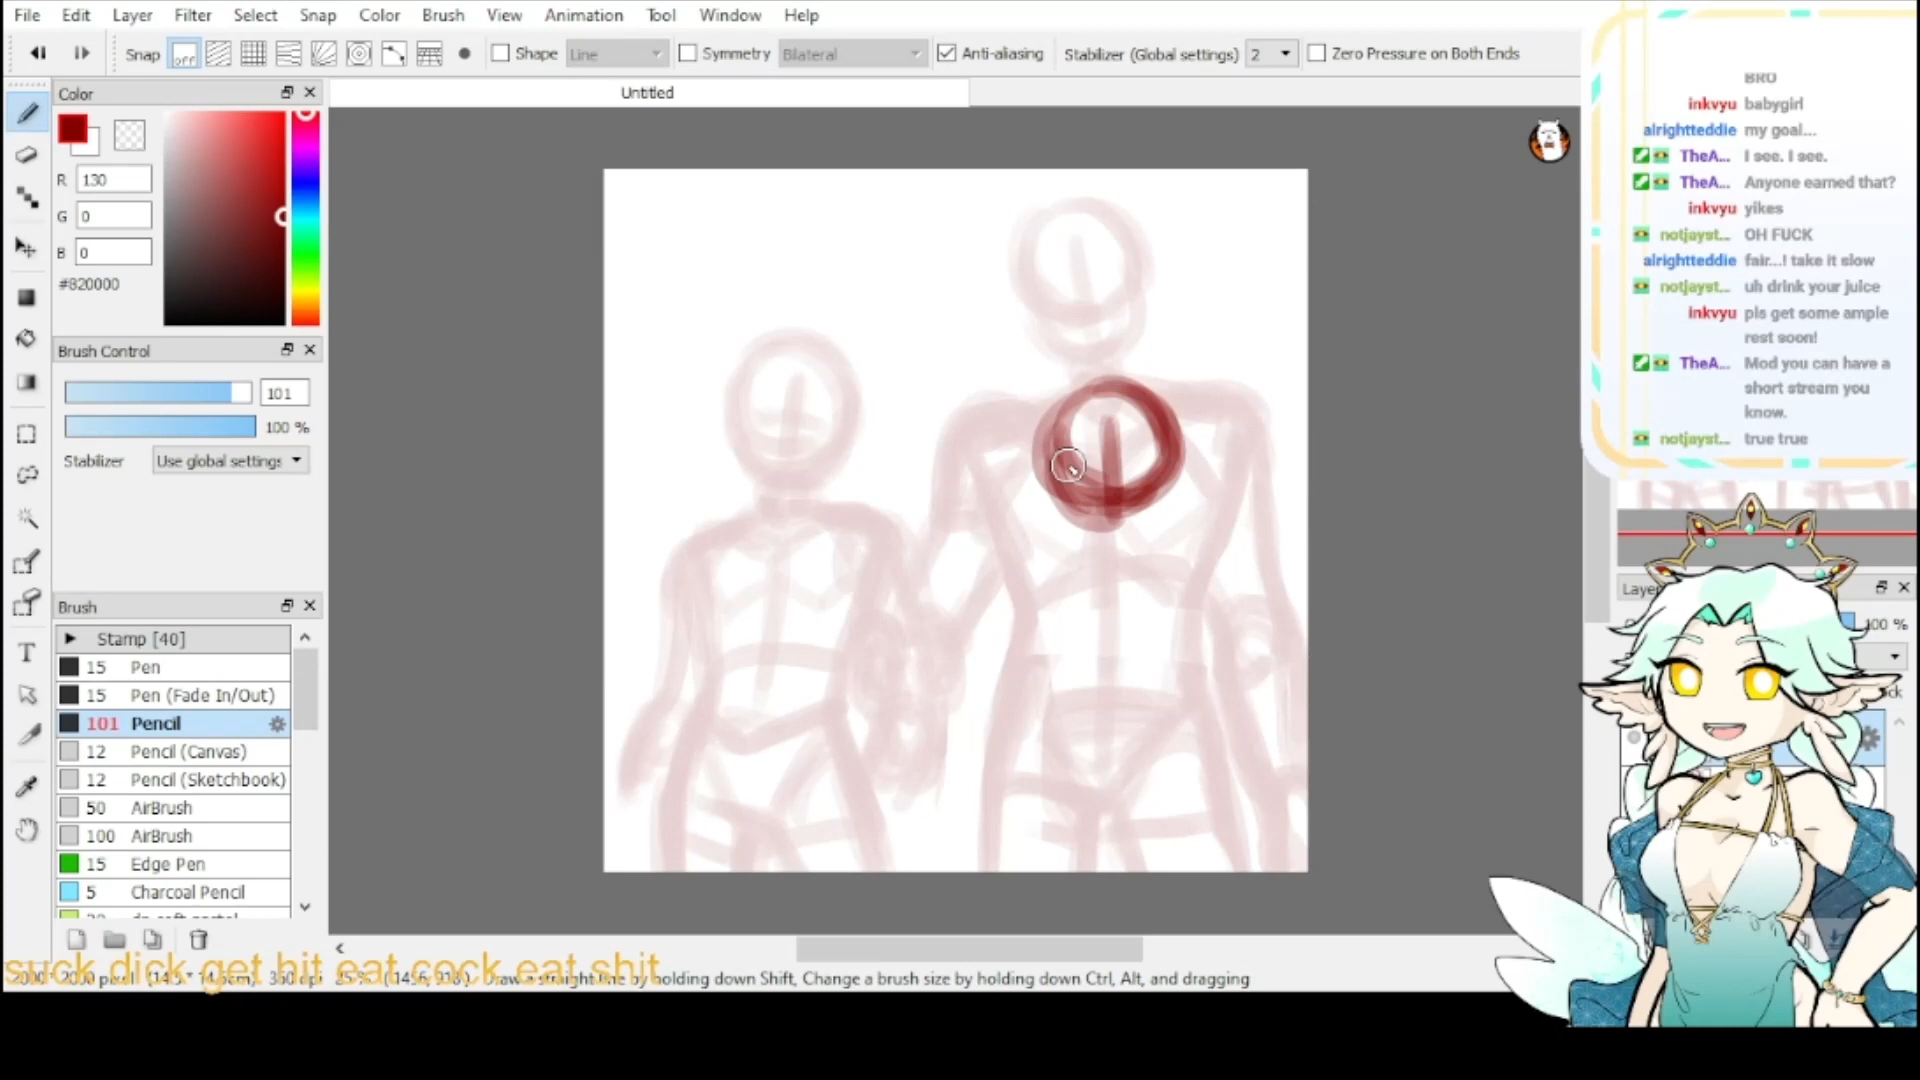 File Edit Layer Filter Select Snap Color Brush View Animation Tool Window Help
Snap off Shape Line Symmetry Bilateral Anti-aliasing Stabilizer (Global settings) 2 Zero Pressure on Both Ends
Color
Untitled
R 130
G 0
B 0
#820000
Brush Control
101
100 %
Stabilizer Use global settings
Brush
Stamp [40]
15 Pen
15 Pen (Fade In/Out)
101 Pencil
12 Pencil (Canvas)
12 Pencil (Sketchbook)
50 AirBrush
100 AirBrush
15 Edge Pen
5 Charcoal Pencil
BRO
inkvyu babygirl
alrightteddie my goal...
TheA... I see. I see.
TheA... Anyone earned that?
inkvyu yikes
notjayst... OH FUCK
alrightteddie fair...! take it slow
notjayst... uh drink your juice
inkvyu pls get some ample
rest soon!
TheA... Mod you can have a
short stream you
know.
notjayst... true true
100 %
suck dick get hit eat cock eat shit
holding down Shift, Change a brush size by holding down Ctrl, Alt, and dragging